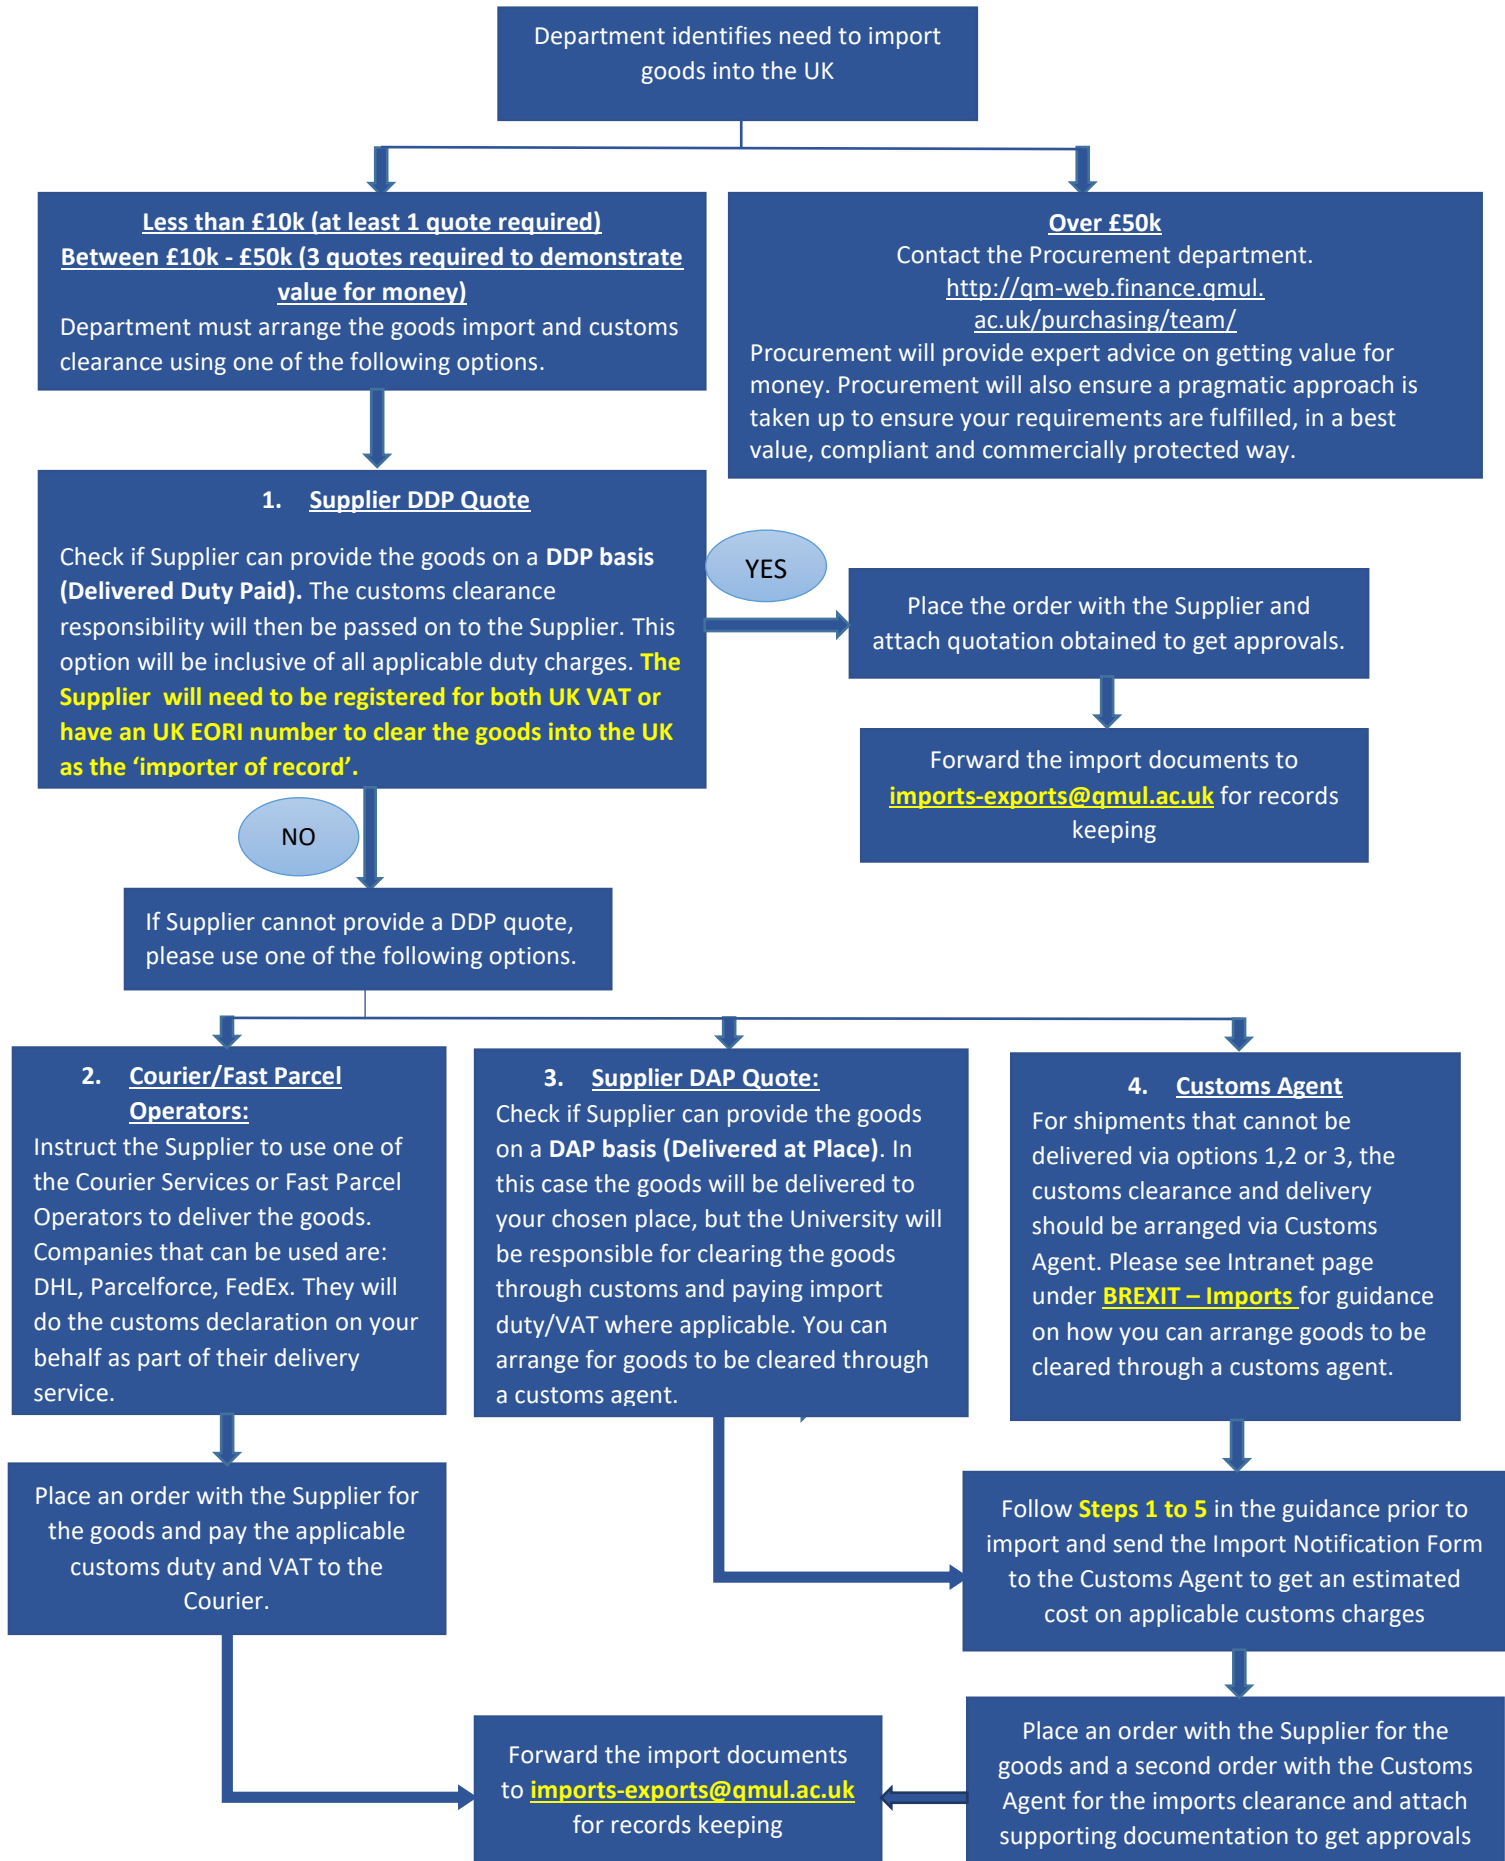 Department identifies need to import
goods into the UK
Less than £10k (at least 1 quote required)
Between £10k - £50k (3 quotes required to demonstrate
value for money)
Department must arrange the goods import and customs
clearance using one of the following options.
Over £50k
Contact the Procurement department.
http://qm-web.finance.qmul.
ac.uk/purchasing/team/
Procurement will provide expert advice on getting value for
money. Procurement will also ensure a pragmatic approach is
taken up to ensure your requirements are fulfilled, in a best
value, compliant and commercially protected way.
1. Supplier DDP Quote
Check if Supplier can provide the goods on a DDP basis
(Delivered Duty Paid). The customs clearance
responsibility will then be passed on to the Supplier. This
option will be inclusive of all applicable duty charges. The
Supplier will need to be registered for both UK VAT or
have an UK EORI number to clear the goods into the UK
as the ‘importer of record’.
YES
Place the order with the Supplier and
attach quotation obtained to get approvals.
Forward the import documents to
imports-exports@qmul.ac.uk for records
keeping
NO
If Supplier cannot provide a DDP quote,
please use one of the following options.
2. Courier/Fast Parcel
Operators:
Instruct the Supplier to use one of
the Courier Services or Fast Parcel
Operators to deliver the goods.
Companies that can be used are:
DHL, Parcelforce, FedEx. They will
do the customs declaration on your
behalf as part of their delivery
service.
3. Supplier DAP Quote:
Check if Supplier can provide the goods
on a DAP basis (Delivered at Place). In
this case the goods will be delivered to
your chosen place, but the University will
be responsible for clearing the goods
through customs and paying import
duty/VAT where applicable. You can
arrange for goods to be cleared through
a customs agent.
4. Customs Agent
For shipments that cannot be
delivered via options 1,2 or 3, the
customs clearance and delivery
should be arranged via Customs
Agent. Please see Intranet page
under BREXIT – Imports for guidance
on how you can arrange goods to be
cleared through a customs agent.
Place an order with the Supplier for
the goods and pay the applicable
customs duty and VAT to the
Courier.
Follow Steps 1 to 5 in the guidance prior to
import and send the Import Notification Form
to the Customs Agent to get an estimated
cost on applicable customs charges
Forward the import documents
to imports-exports@qmul.ac.uk
for records keeping
Place an order with the Supplier for the
goods and a second order with the Customs
Agent for the imports clearance and attach
supporting documentation to get approvals